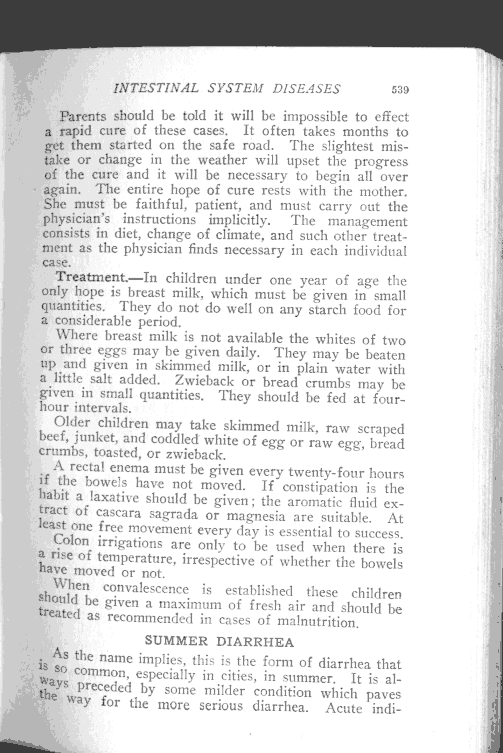 INTESTINAL SYSTEM DISEASES 539
Parents should be told it will be impossible to effect
a rapid cure of these cases. It often takes months to
get them started on the safe road. The slightest mis-
take or change in the weather will upset the progress
of the cure and it will be necessary to begin all over
again. The entire hope of cure rests with the mother.
She must be faithful, patient, and must carry out the
physician's instructions implicitly. The management
consists in diet, change of climate, and such other treat-
ment as the physician finds necessary in each individual
case.
Treatment.—In children under one year of age the
only hope is breast milk, which must be given in small
quantities. They do not do well on any starch food for
a considerable period.
Where breast milk is not available the whites of two
or three eggs may be given daily. They may be beaten
up and given in skimmed milk, or in plain water with
a little salt added. Zwieback or bread crumbs may be
given in small quantities. They should be fed at four-
hour intervals.
Older children may take skimmed milk, raw scraped
beef, junket, and coddled white of egg or raw egg, bread
crumbs, toasted, or zwieback.
A rectal enema must be given every twenty-four hours
if the bowels have not moved. If constipation is the
habit a laxative should be given; the aromatic fluid ex-
tract of cascara sagrada or magnesia are suitable. At
least one free movement every day is essential to success.
Colon irrigations are only to be used when there is
a rise of temperature, irrespective of whether the bowels
have moved or not.
When convalescence is established these children
should be given a maximum of fresh air and should be
treated as recommended in cases of malnutrition.
SUMMER DIARRHEA
As the name implies, this is the form of diarrhea that
is so common, especially in cities, in summer. It is al-
ways preceded by some milder condition which paves
the way for the more serious diarrhea. Acute indi-